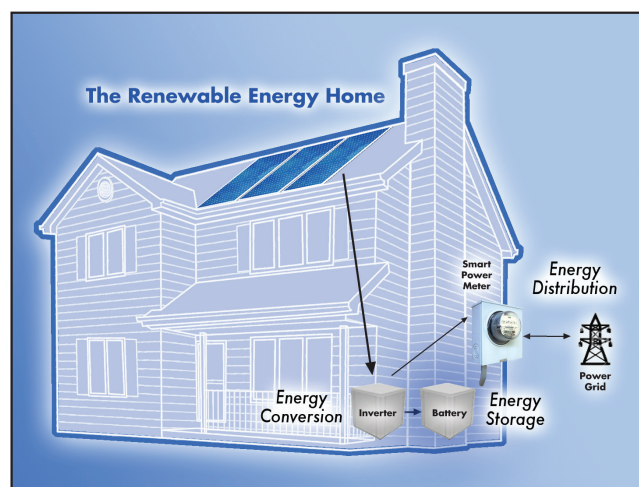 The Renewable Energy Home
Smart
Power
Meter
Energy
Distribution
Power
Grid
Energy
Conversion
Inverter
Battery
Energy
Storage